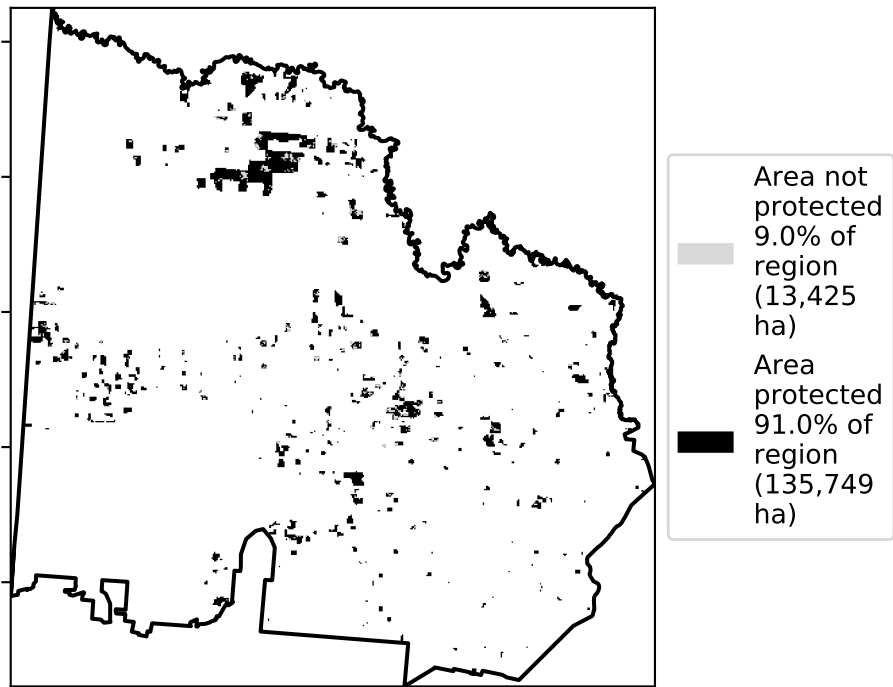 Area not
protected
9.0% of
region
(13,425
ha)
Area
protected
91.0% of
region
(135,749
ha)